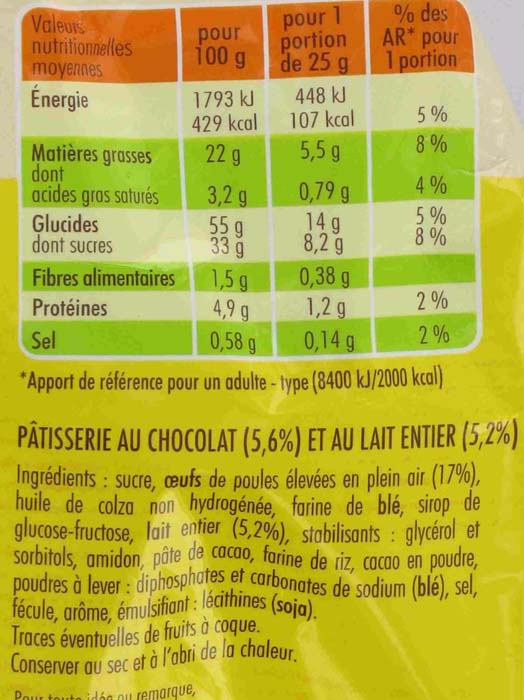 Valeurs nutritionnelles moyennes | pour 100 g | pour 1 portion de 25 g | % des AR* pour 1 portion
Énergie | 1793 kJ 429 kcal | 448 kJ 107 kcal | 5 %
Matières grasses | 22 g | 5,5 g | 8 %
dont acides gras saturés | 3,2 g | 0,79 g | 4 %
Glucides | 55 g | 14 g | 5 %
dont sucres | 33 g | 8,2 g | 8 %
Fibres alimentaires | 1,5 g | 0,38 g
Protéines | 4,9 g | 1,2 g | 2 %
Sel | 0,58 g | 0,14 g | 2 %
*Apport de référence pour un adulte - type (8400 kJ/2000 kcal)
PÂTISSERIE AU CHOCOLAT (5,6%) ET AU LAIT ENTIER (5,2%)
Ingrédients : sucre, œufs de poules élevées en plein air (17%),
huile de colza non hydrogénée, farine de blé, sirop de
glucose-fructose, lait entier (5,2%), stabilisants : glycérol et
sorbitols, amidon, pâte de cacao, farine de riz, cacao en poudre,
poudres à lever : diphosphates et carbonates de sodium (blé), sel,
fécule, arôme, émulsifiant : lécithines (soja).
Traces éventuelles de fruits à coque.
Conserver au sec et à l'abri de la chaleur.
Pour toute idée ou remarque,